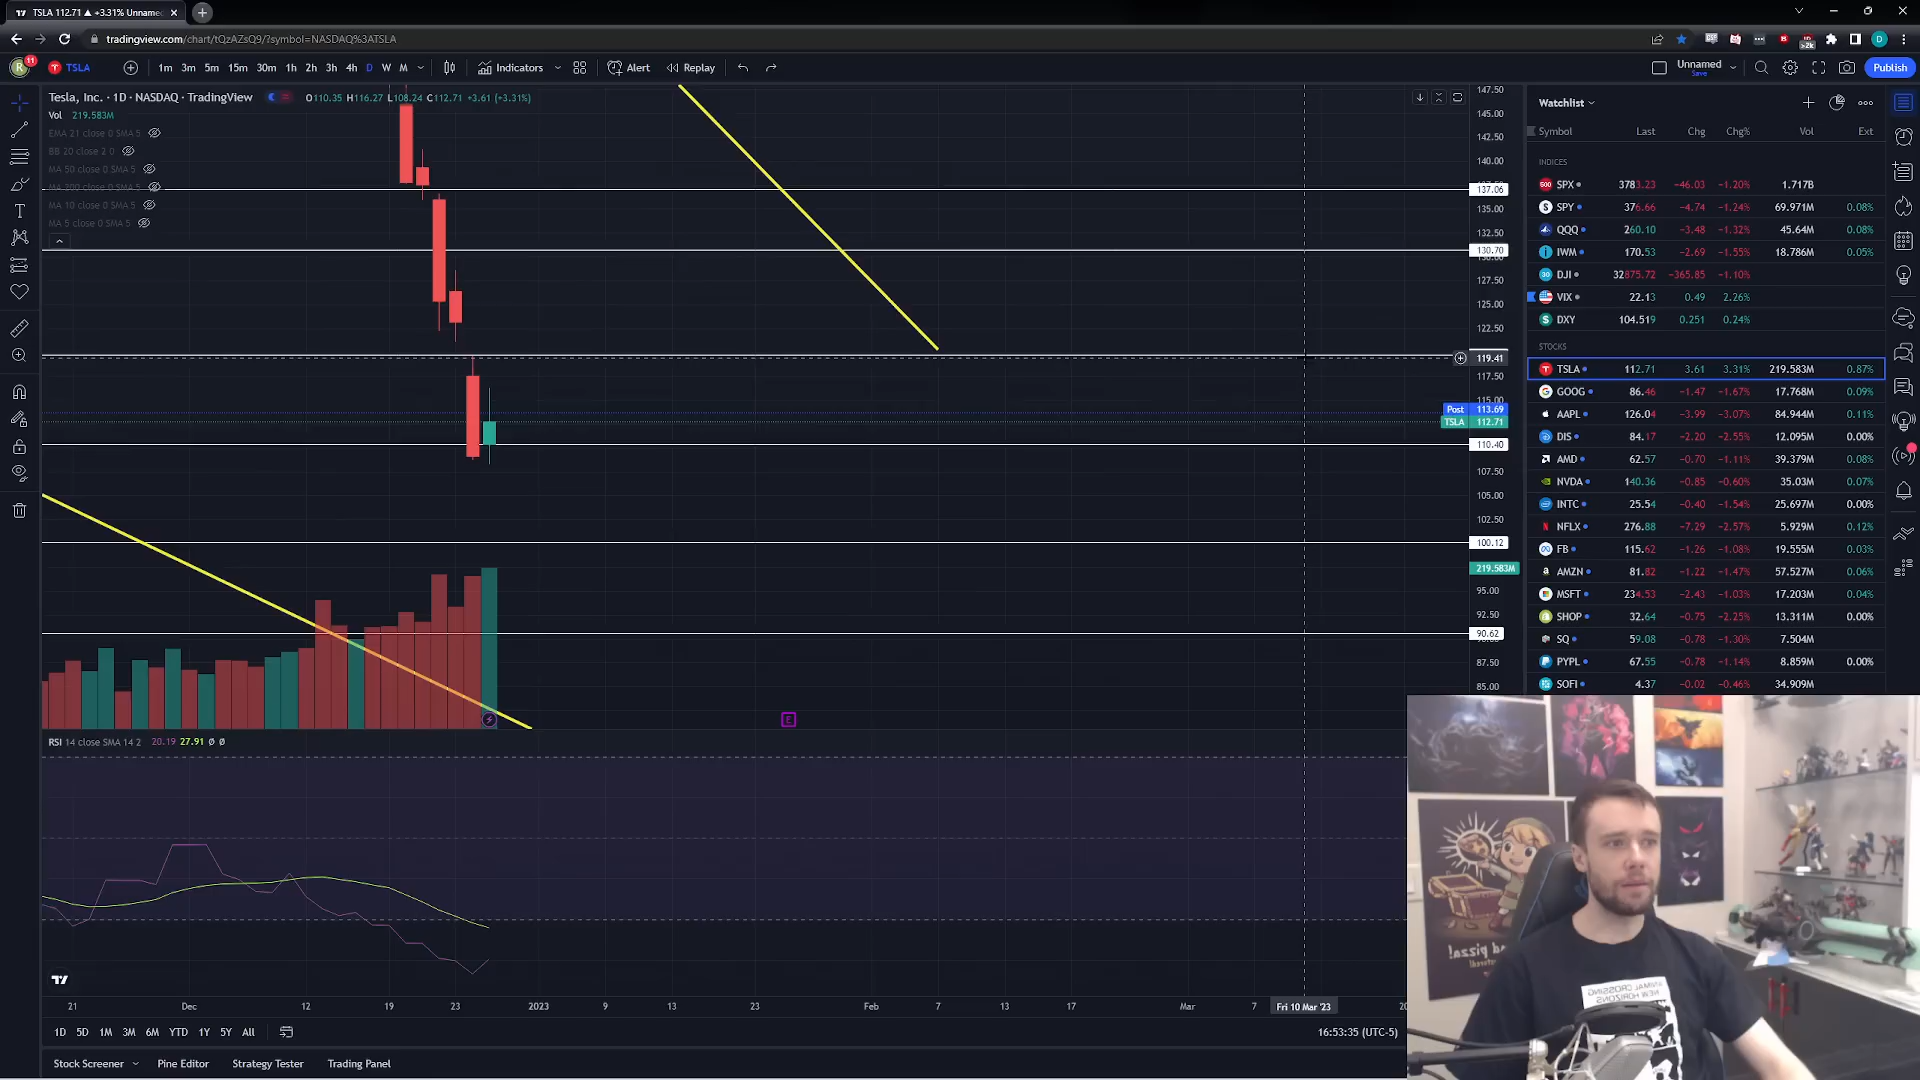 TSLA 112.71 ▲ +3.31% Unname
tradingview.com/chart/tQzAZsQ9/?symbol=NASDAQ%3ATSLA
R 11 TSLA 1m 3m 5m 15m 30m 1h 2h 3h 4h D W M Indicators Alert Replay Unnamed Save Publish
Tesla, Inc. · 1D · NASDAQ · TradingView O110.35 H116.27 L108.24 C112.71 +3.61 (+3.31%)
Vol 219.583M
EMA 21 close 0 SMA 5
BB 20 close 2 0
MA 50 close 0 SMA 5
MA 200 close 0 SMA 5
MA 10 close 0 SMA 5
MA 5 close 0 SMA 5
147.50
145.00
142.50
140.00
137.06
135.00
132.50
130.70
130.00
127.50
125.00
122.50
119.41
117.50
115.00
Post 113.69
TSLA 112.71
110.40
107.50
105.00
102.50
100.12
219.583M
95.00
92.50
90.62
87.50
85.00
E
RSI 14 close SMA 14 2 20.19 27.91 Ø Ø
21 Dec 12 19 23 2023 9 13 23 Feb 7 13 17 Mar 7 Fri 10 Mar '23
1D 5D 1M 3M 6M YTD 1Y 5Y All 16:53:35 (UTC-5)
Stock Screener Pine Editor Strategy Tester Trading Panel
Watchlist
Symbol Last Chg Chg% Vol Ext
INDICES
SPX 3783.23 −46.03 −1.20% 1.717B
SPY 376.66 −4.74 −1.24% 69.971M 0.08%
QQQ 260.10 −3.48 −1.32% 45.64M 0.08%
IWM 170.53 −2.69 −1.55% 18.786M 0.05%
DJI 32875.72 −365.85 −1.10%
VIX 22.13 0.49 2.26%
DXY 104.519 0.251 0.24%
STOCKS
TSLA 112.71 3.61 3.31% 219.583M 0.87%
GOOG 86.46 −1.47 −1.67% 17.768M 0.09%
AAPL 126.04 −3.99 −3.07% 84.944M 0.11%
DIS 84.17 −2.20 −2.55% 12.095M 0.00%
AMD 62.57 −0.70 −1.11% 39.379M 0.08%
NVDA 140.36 −0.85 −0.60% 35.03M 0.07%
INTC 25.54 −0.40 −1.54% 25.697M 0.00%
NFLX 276.88 −7.29 −2.57% 5.929M 0.12%
FB 115.62 −1.26 −1.08% 19.555M 0.03%
AMZN 81.82 −1.22 −1.47% 57.527M 0.06%
MSFT 234.53 −2.43 −1.03% 17.203M 0.04%
SHOP 32.64 −0.75 −2.25% 13.311M 0.00%
SQ 59.08 −0.78 −1.30% 7.504M
PYPL 67.55 −0.78 −1.14% 8.859M 0.00%
SOFI 4.37 −0.02 −0.46% 34.909M
ANIMAL CROSSING
NEW HORIZONS